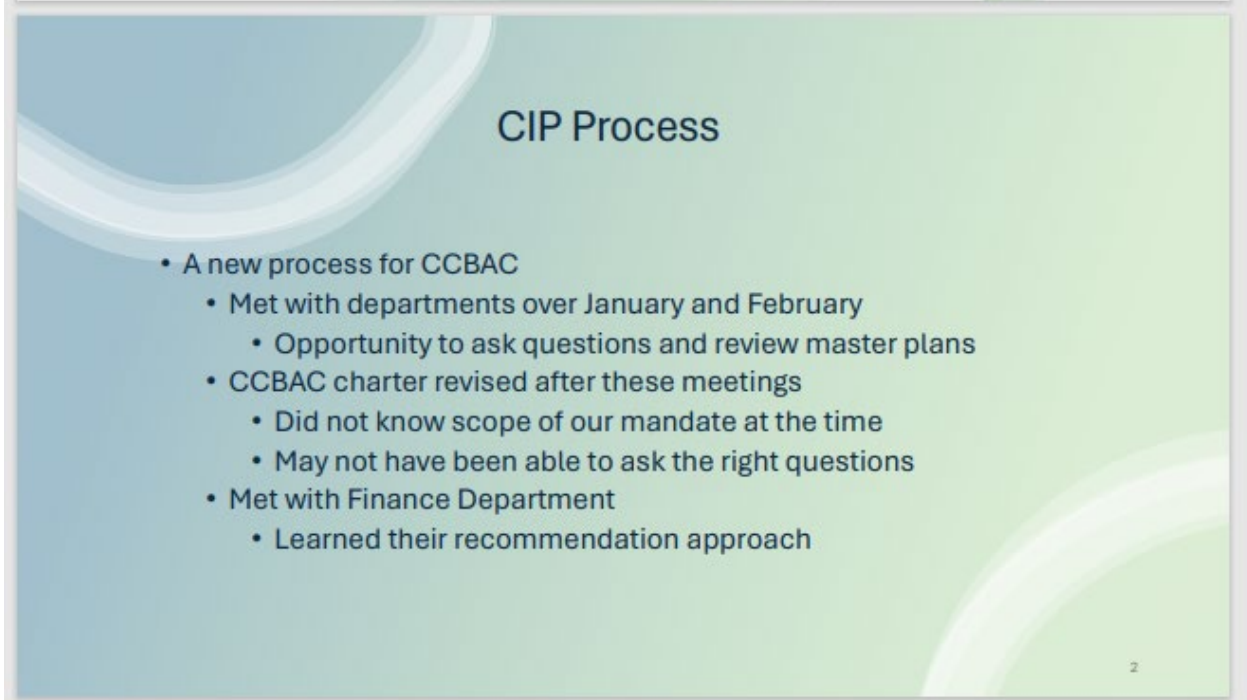 CIP Process
• A new process for CCBAC
• Met with departments over January and February
• Opportunity to ask questions and review master plans
• CCBAC charter revised after these meetings
• Did not know scope of our mandate at the time
• May not have been able to ask the right questions
• Met with Finance Department
• Learned their recommendation approach
2